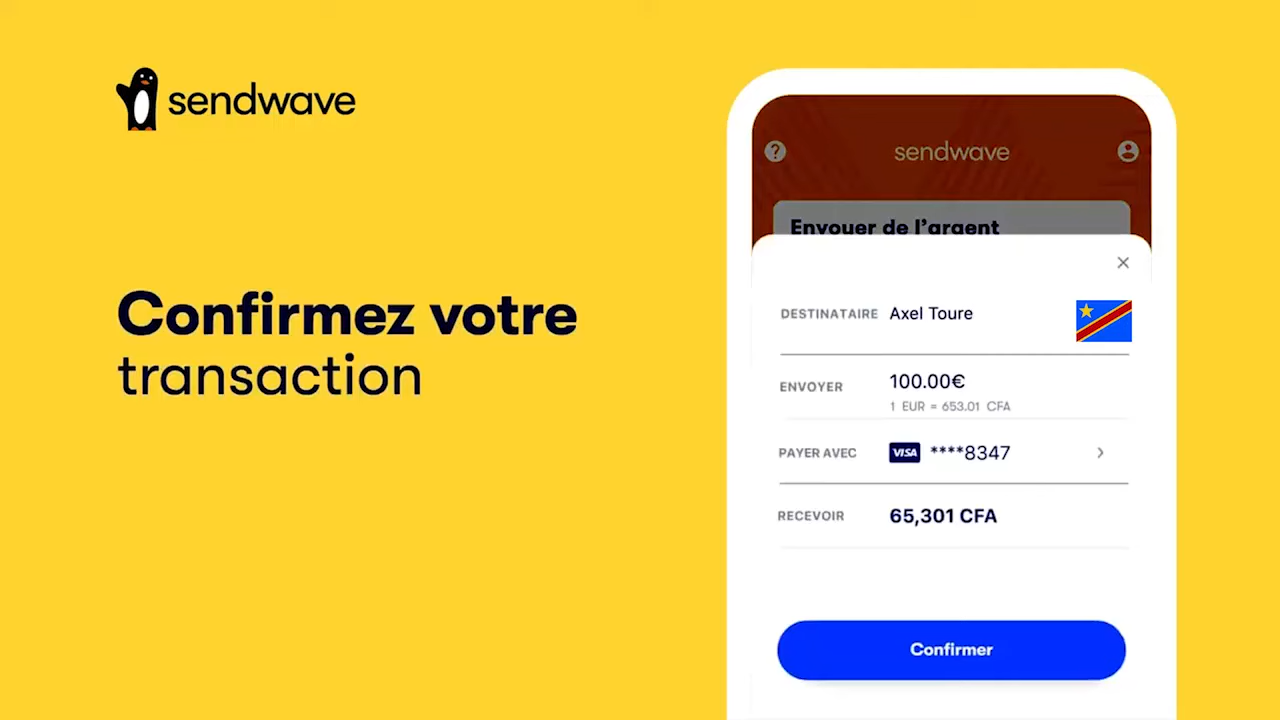 sendwave
Confirmez votre
transaction
?
sendwave
Envoyer de l'argent
DESTINATAIRE Axel Toure
ENVOYER 100.00€
1 EUR = 653.01 CFA
PAYER AVEC VISA ****8347
RECEVOIR 65,301 CFA
Confirmer